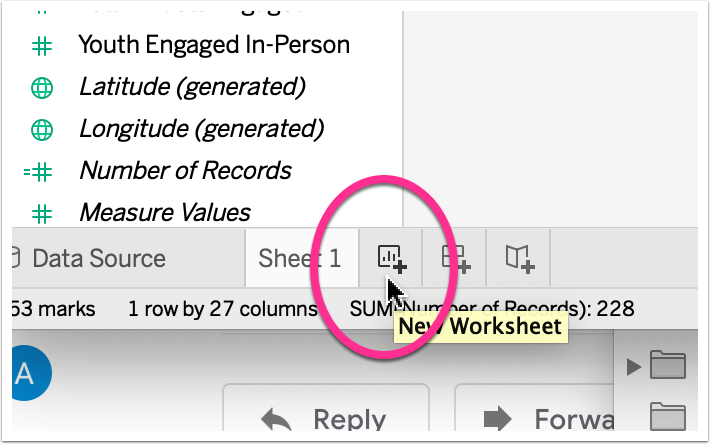 Youth Engaged In-Person
Latitude (generated)
Longitude (generated)
Number of Records
Measure Values
Data Source
Sheet 1
53 marks
1 row by 27 columns
SUM(Number of Records): 228
New Worksheet
A
Reply
Forwa